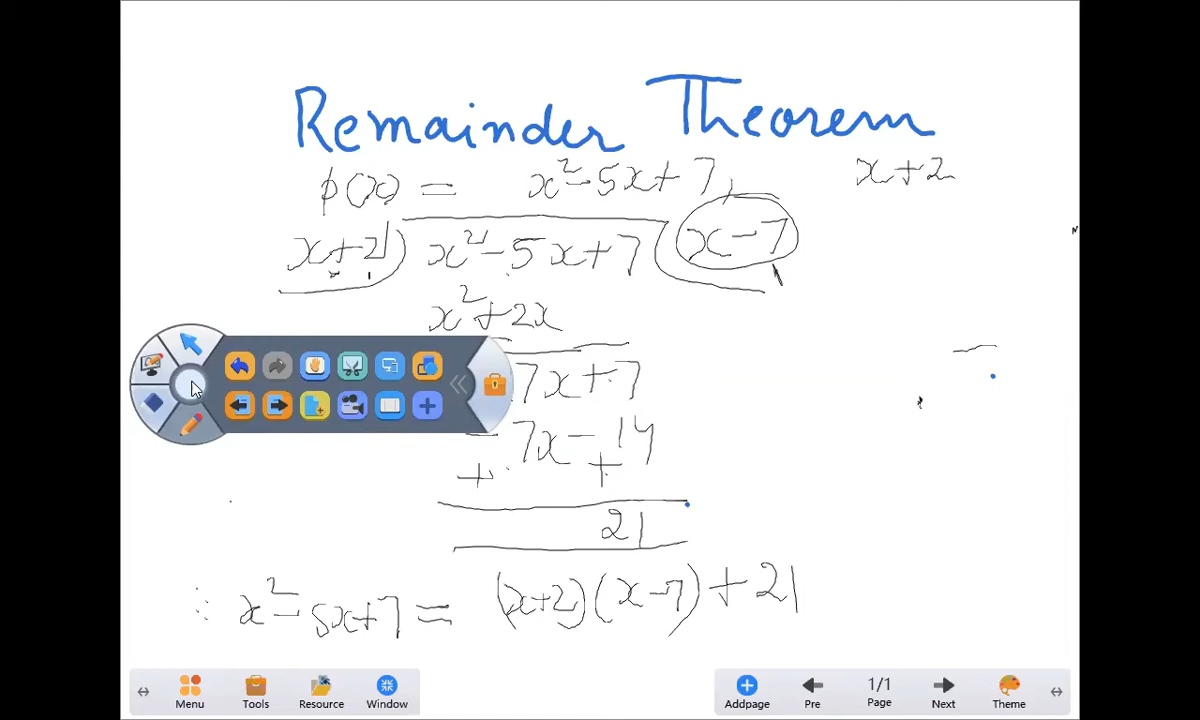 Remainder Theorem
p(x) = x² - 5x + 7, x + 2
x + 2) x² - 5x + 7 (x - 7
x² + 2x
7x + 7
- 7x - 14
+ +
21
∴ x² - 5x + 7 = (x+2)(x-7) + 21
Menu Tools Resource Window Addpage Pre 1/1 Page Next Theme